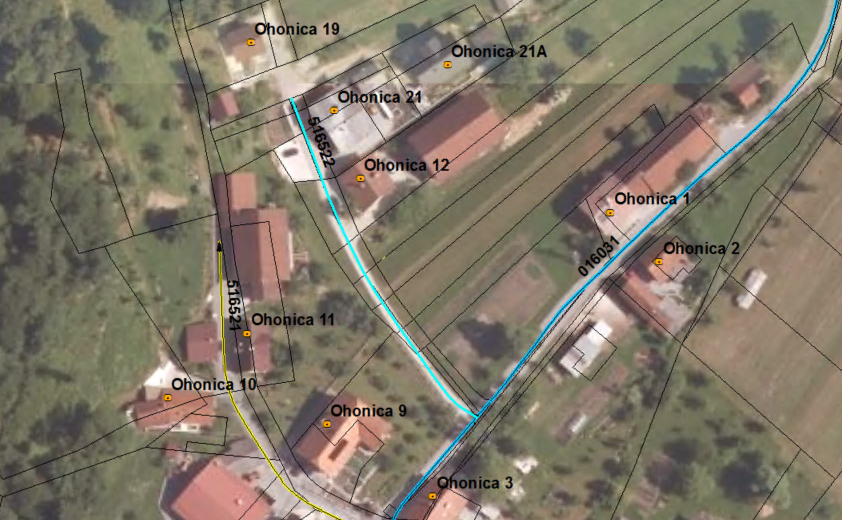 Ohonica 19
Ohonica 21A
Ohonica 21
516522
Ohonica 12
Ohonica 1
016031
Ohonica 2
516521
Ohonica 11
Ohonica 10
Ohonica 9
Ohonica 3